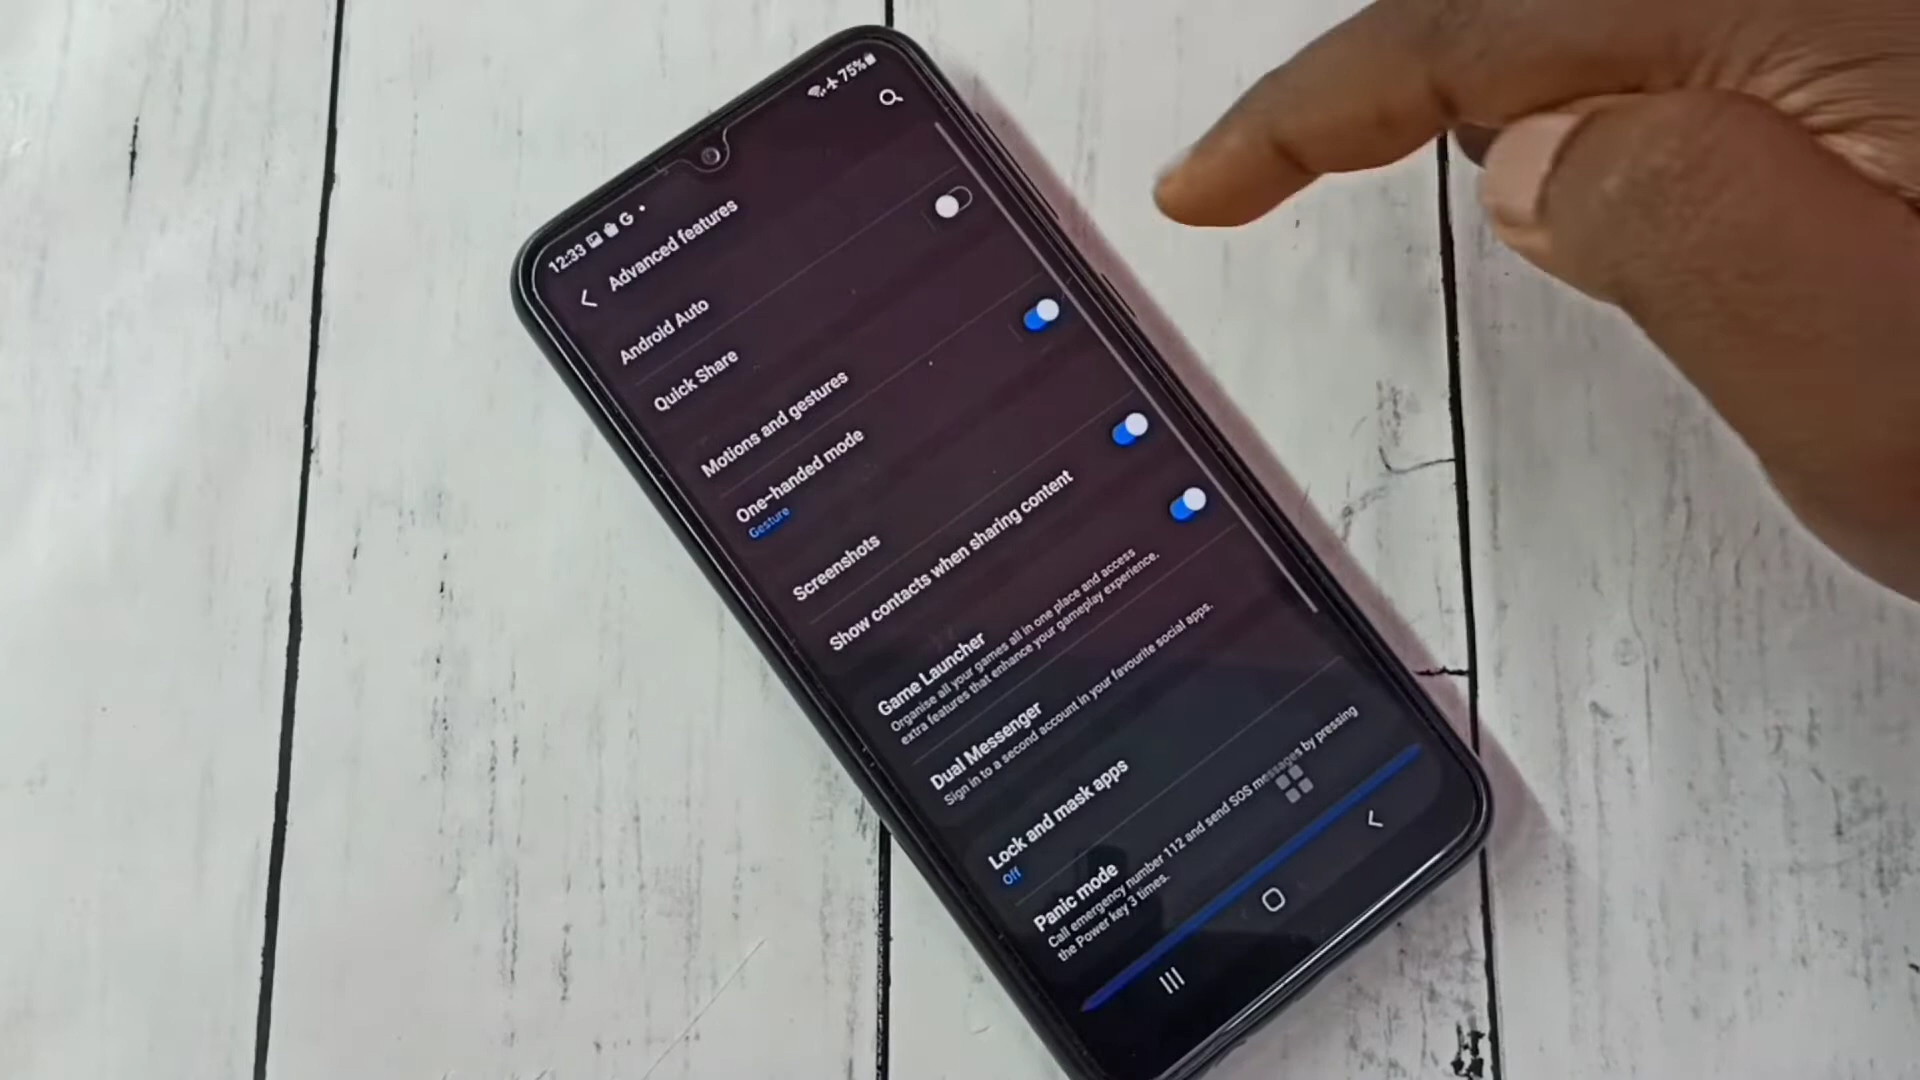 12:33 G
75%
Advanced features
Android Auto
Quick Share
Motions and gestures
One-handed mode
Gesture
Screenshots
Show contacts when sharing content
Game Launcher
Organise all your games all in one place and access
extra features that enhance your gameplay experience.
Dual Messenger
Sign in to a second account in your favourite social apps.
Lock and mask apps
Off
Panic mode
Call emergency number 112 and send SOS messages by pressing
the Power key 3 times.